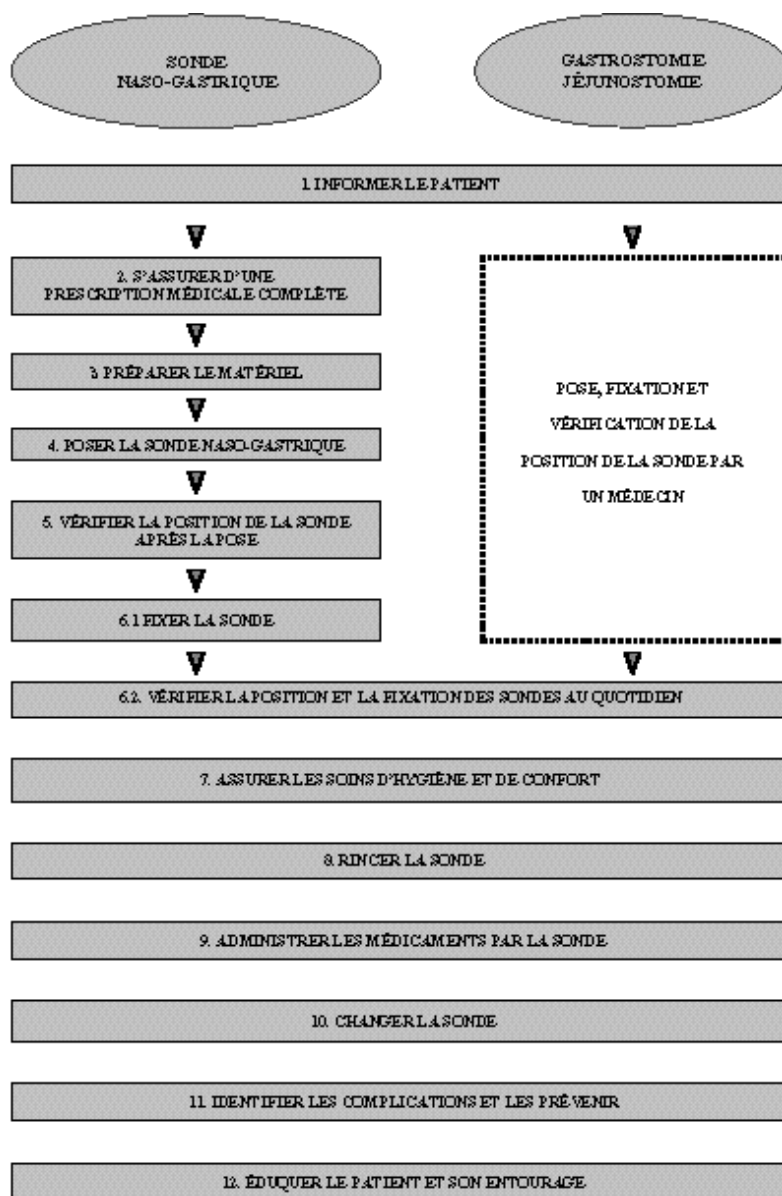 SONDE
NASO-GASTRIQUE
GASTROSTOMIE
JÉJUNOSTOMIE
1. INFORMER LE PATIENT
2. S'ASSURER D'UNE
PRESCRIPTION MÉDICALE COMPLÈTE
3. PRÉPARER LE MATÉRIEL
4. POSER LA SONDE NASO-GASTRIQUE
5. VÉRIFIER LA POSITION DE LA SONDE
APRÈS LA POSE
6.1 FIXER LA SONDE
POSE, FIXATION ET
VÉRIFICATION DE LA
POSITION DE LA SONDE PAR
UN MÉDECIN
6.2. VÉRIFIER LA POSITION ET LA FIXATION DES SONDES AU QUOTIDIEN
7. ASSURER LES SOINS D'HYGIÈNE ET DE CONFORT
8. RINCER LA SONDE
9. ADMINISTRER LES MÉDICAMENTS PAR LA SONDE
10. CHANGER LA SONDE
11. IDENTIFIER LES COMPLICATIONS ET LES PRÉVENIR
12. ÉDUQUER LE PATIENT ET SON ENTOURAGE